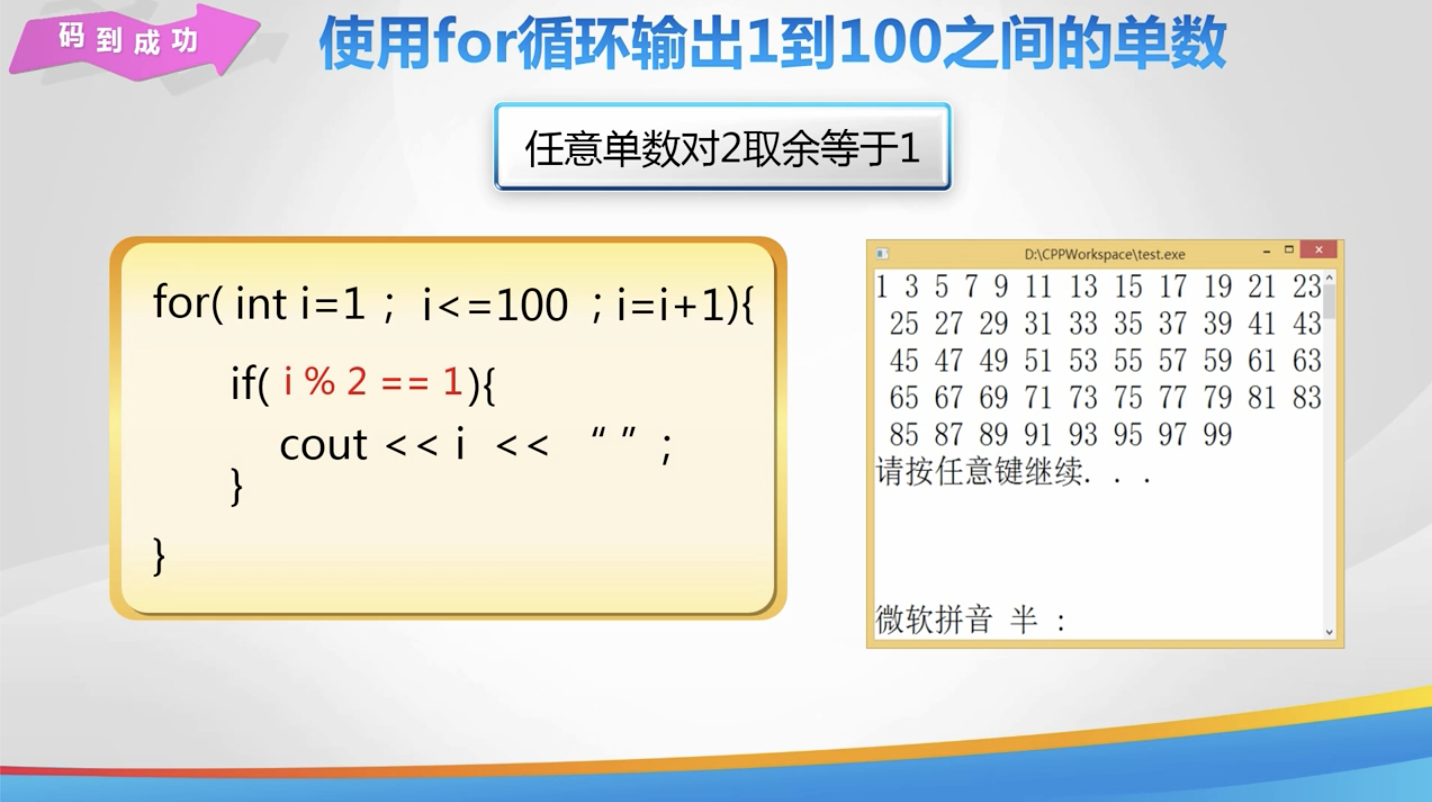 码到成功
使用for循环输出1到100之间的单数
任意单数对2取余等于1
for( int i=1 ; i<=100 ; i=i+1){
if( i % 2 == 1){
cout << i << “ ” ;
}
}
D:\CPPWorkspace\test.exe
1 3 5 7 9 11 13 15 17 19 21 23
25 27 29 31 33 35 37 39 41 43
45 47 49 51 53 55 57 59 61 63
65 67 69 71 73 75 77 79 81 83
85 87 89 91 93 95 97 99
请按任意键继续. . .
微软拼音 半 :